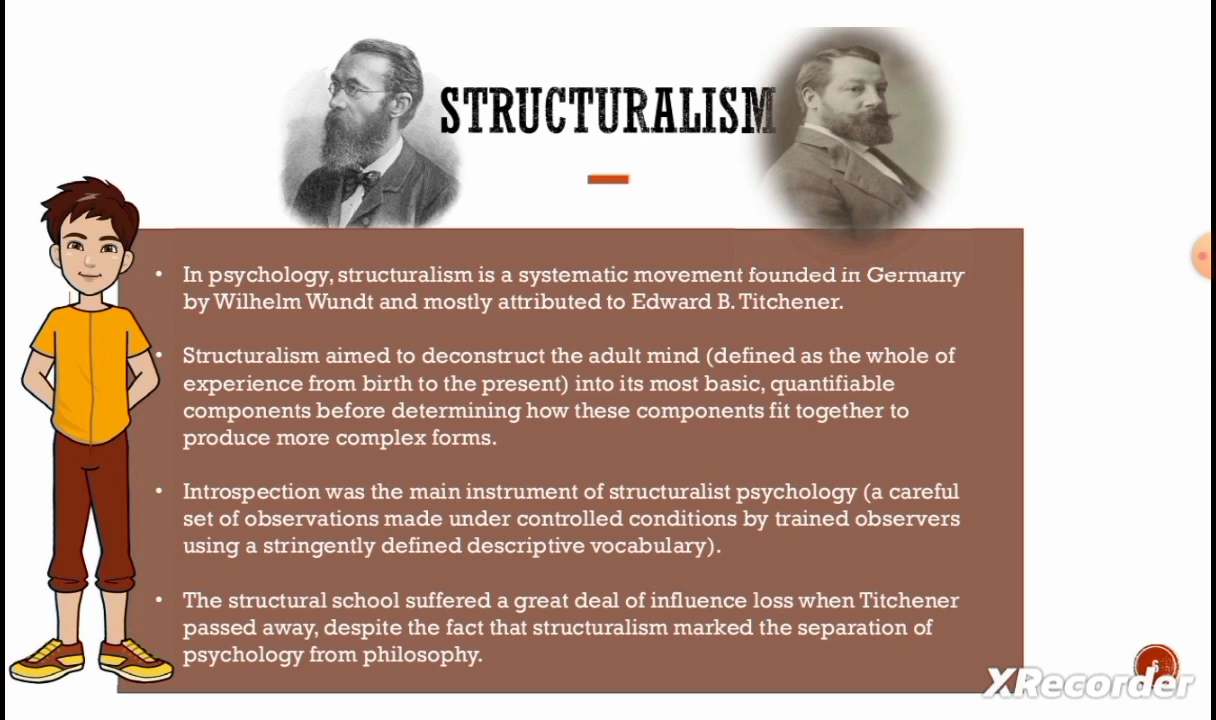 STRUCTURALISM
• In psychology, structuralism is a systematic movement founded in Germany
by Wilhelm Wundt and mostly attributed to Edward B. Titchener.
• Structuralism aimed to deconstruct the adult mind (defined as the whole of
experience from birth to the present) into its most basic, quantifiable
components before determining how these components fit together to
produce more complex forms.
• Introspection was the main instrument of structuralist psychology (a careful
set of observations made under controlled conditions by trained observers
using a stringently defined descriptive vocabulary).
• The structural school suffered a great deal of influence loss when Titchener
passed away, despite the fact that structuralism marked the separation of
psychology from philosophy.
6
XRecorder